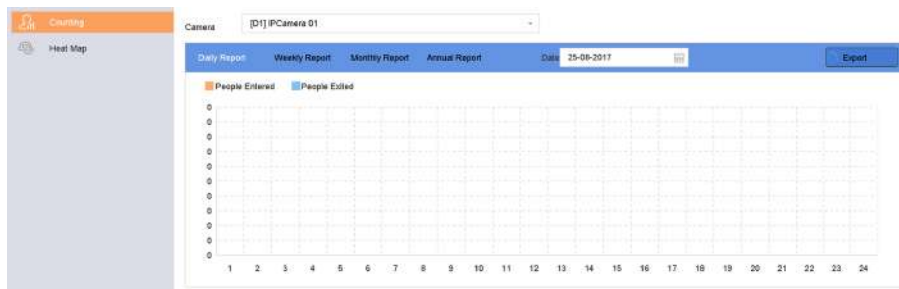 Counting
Heat Map
Camera [D1] IPCamera 01
Daily Report Weekly Report Monthly Report Annual Report Date 25-08-2017 Export
People Entered People Exited
0
0
0
0
0
0
0
0
0
0
0
1 2 3 4 5 6 7 8 9 10 11 12 13 14 15 16 17 18 19 20 21 22 23 24